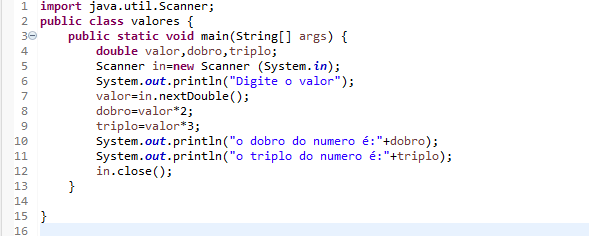 1 import java.util.Scanner;
2 public class valores {
3 public static void main(String[] args) {
4 double valor,dobro,triplo;
5 Scanner in=new Scanner (System.in);
6 System.out.println("Digite o valor");
7 valor=in.nextDouble();
8 dobro=valor*2;
9 triplo=valor*3;
10 System.out.println("o dobro do numero é:"+dobro);
11 System.out.println("o triplo do numero é:"+triplo);
12 in.close();
13 }
14
15 }
16